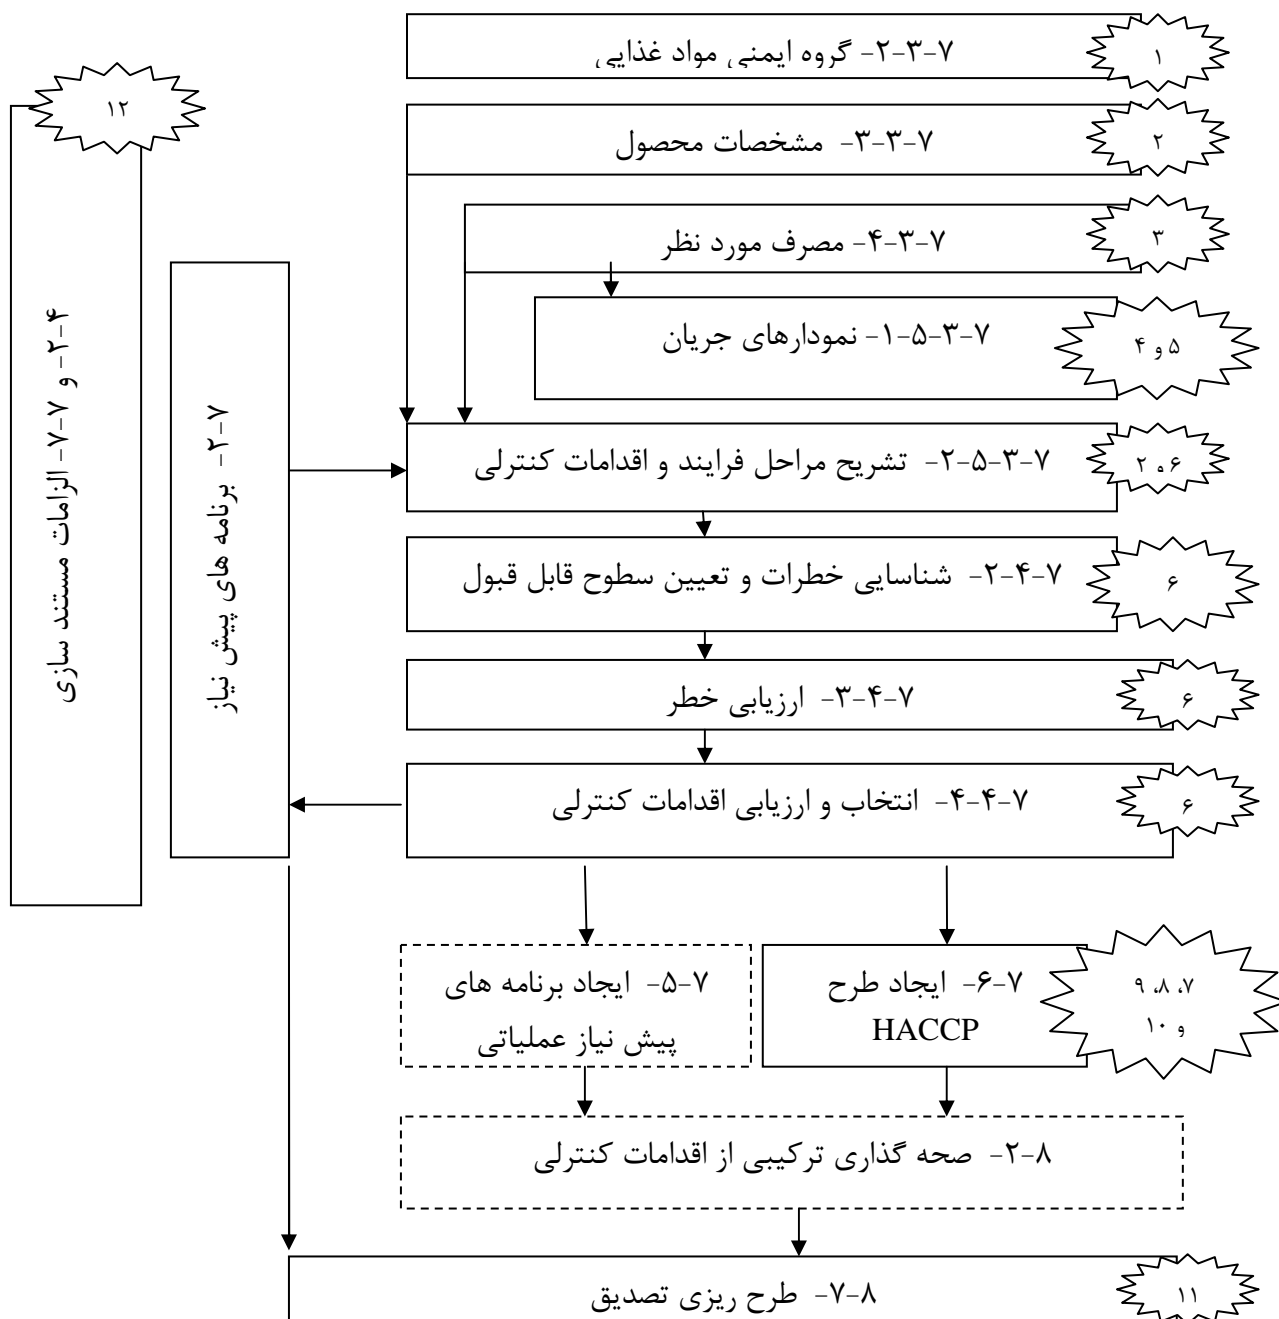 ۷-۳-۲- گروه ایمنی مواد غذایی
۱
۱۲
۷-۳-۳- مشخصات محصول
۲
۷-۳-۴- مصرف مورد نظر
۳
۷-۳-۵-۱- نمودارهای جریان
۴ و ۵
۴-۲- و ۷-۷- الزامات مستند سازی
۷-۲- برنامه های پیش نیاز
۷-۳-۵-۲- تشریح مراحل فرایند و اقدامات کنترلی
۲ و ۶
۷-۴-۲- شناسایی خطرات و تعیین سطوح قابل قبول
۶
۷-۴-۳- ارزیابی خطر
۶
۷-۴-۴- انتخاب و ارزیابی اقدامات کنترلی
۶
۷-۶- ایجاد طرح
HACCP
۷، ۸، ۹
و ۱۰
۷-۵- ایجاد برنامه های
پیش نیاز عملیاتی
۸-۲- صحه گذاری ترکیبی از اقدامات کنترلی
۸-۷- طرح ریزی تصدیق
۱۱